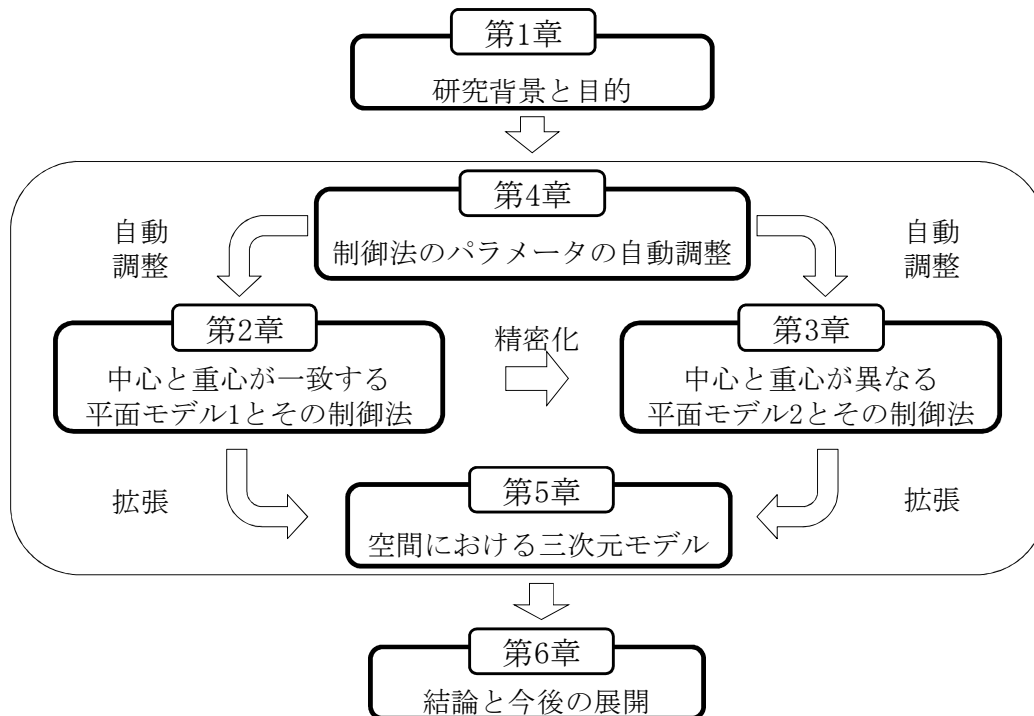 第1章
研究背景と目的
第4章
制御法のパラメータの自動調整
自動
調整
自動
調整
第2章
中心と重心が一致する
平面モデル1とその制御法
精密化
第3章
中心と重心が異なる
平面モデル2とその制御法
拡張
第5章
空間における三次元モデル
拡張
第6章
結論と今後の展開